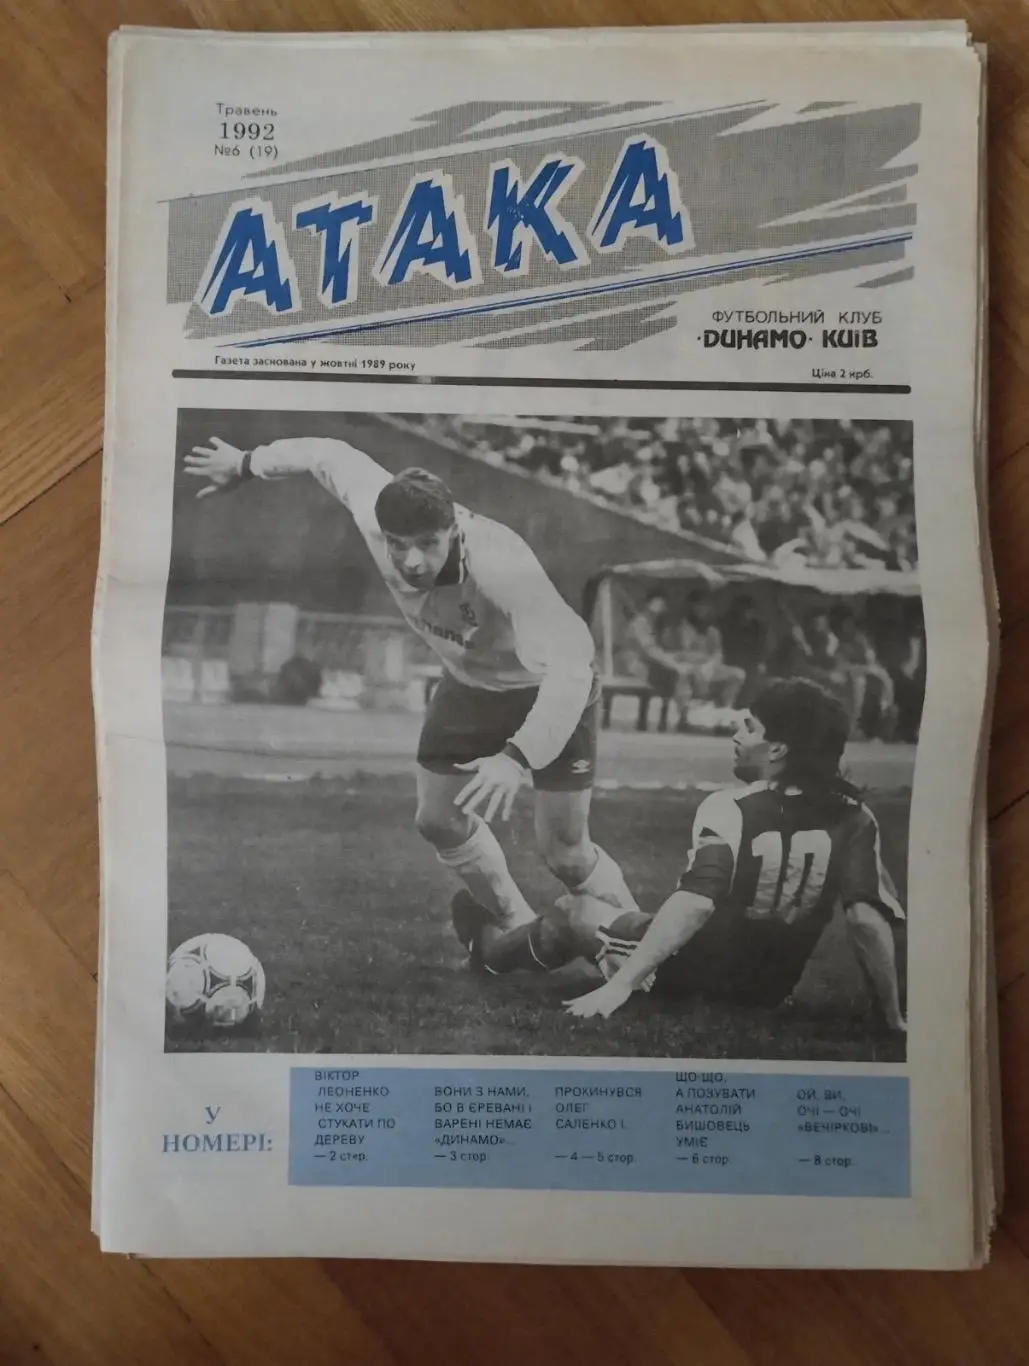 Травень
1992
№6 (19)
АТАКА
ФУТБОЛЬНИЙ КЛУБ
·ДИНАМО· КИЇВ
Газета заснована у жовтні 1989 року
Ціна 2 крб.
10
У
НОМЕРІ:
ВІКТОР
ЛЕОНЕНКО
НЕ ХОЧЕ
СТУКАТИ ПО
ДЕРЕВУ
— 2 стор.
ВОНИ З НАМИ,
БО В ЄРЕВАНІ І
ВАРЕНІ НЕМАЄ
«ДИНАМО»...
— 3 стор.
ПРОКИНУВСЯ
ОЛЕГ
САЛЕНКО І...
— 4 — 5 стор.
ЩО-ЩО,
А ПОЗУВАТИ
АНАТОЛІЙ
БИШОВЕЦЬ
УМІЄ
— 6 стор.
ОЙ, ВИ,
ОЧІ — ОЧІ
«ВЕЧІРКОВІ»...
— 8 стор.